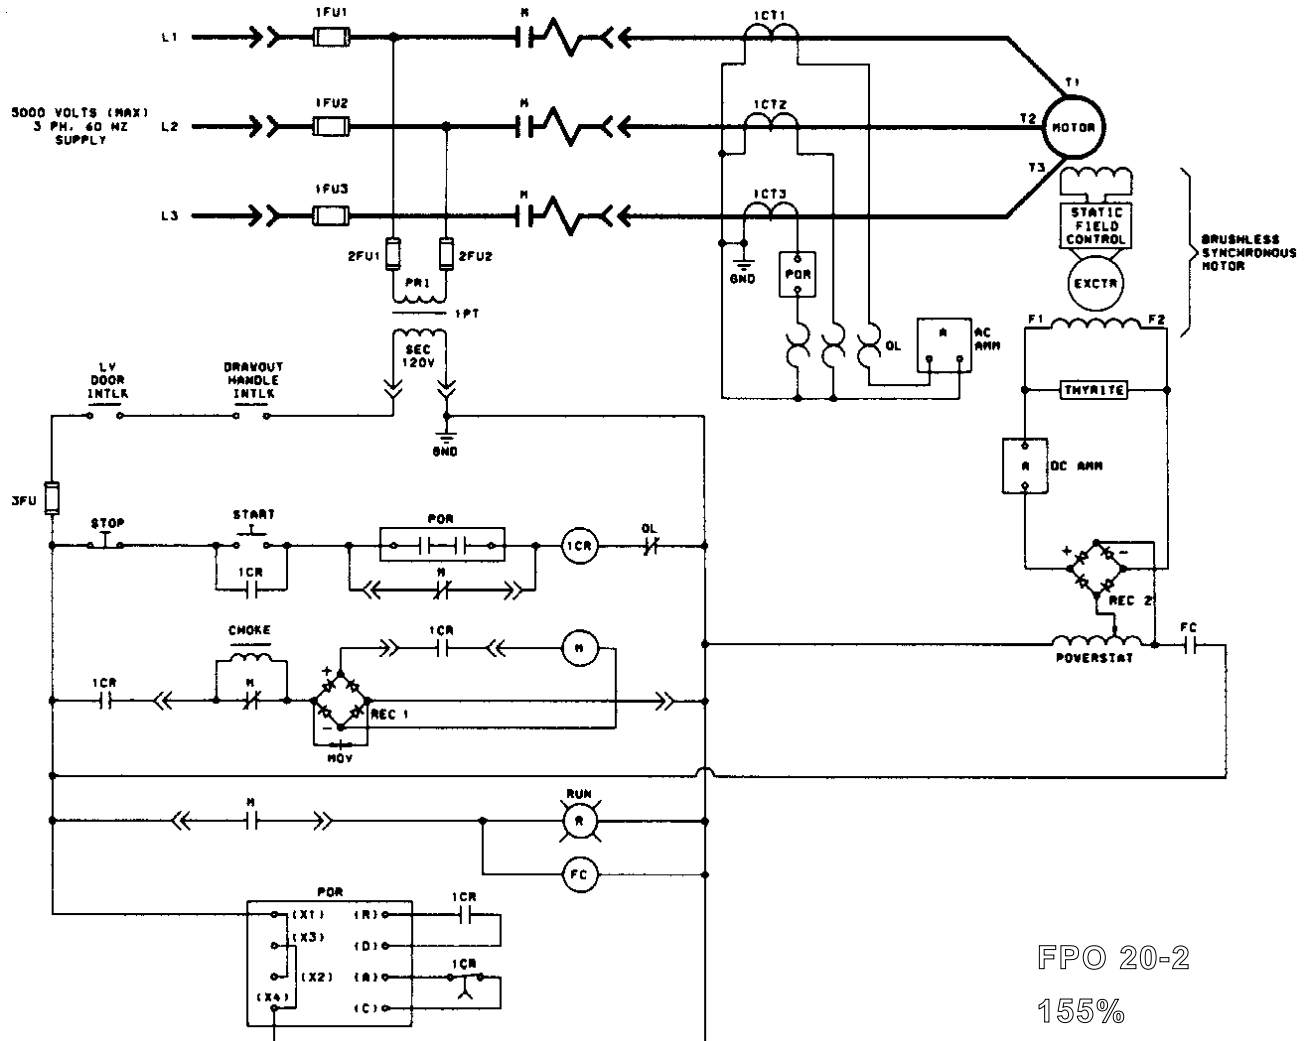 1FU1
M
1CT1
L1
T1
5000 VOLTS (MAX)
3 PH, 60 HZ
SUPPLY
1FU2
M
1CT2
L2
T2
MOTOR
T3
1FU3
M
1CT3
L3
STATIC
FIELD
CONTROL
BRUSHLESS
SYNCHRONOUS
MOTOR
2FU1
2FU2
GND
POR
EXCTR
PRI
1PT
F1
F2
SEC
120V
OL
A
AC
AMM
LV
DOOR
INTLK
DRAWOUT
HANDLE
INTLK
THYRITE
GND
A
DC AMM
3FU
STOP
START
POR
1CR
OL
1CR
M
+
-
REC 2
CHOKE
1CR
M
FC
POWERSTAT
1CR
M
+
-
REC 1
MOV
M
RUN
R
FC
POR
1CR
(X1)
(R)
(X3)
(D)
1CR
(X2)
(A)
(X4)
(C)
FPO 20-2
155%